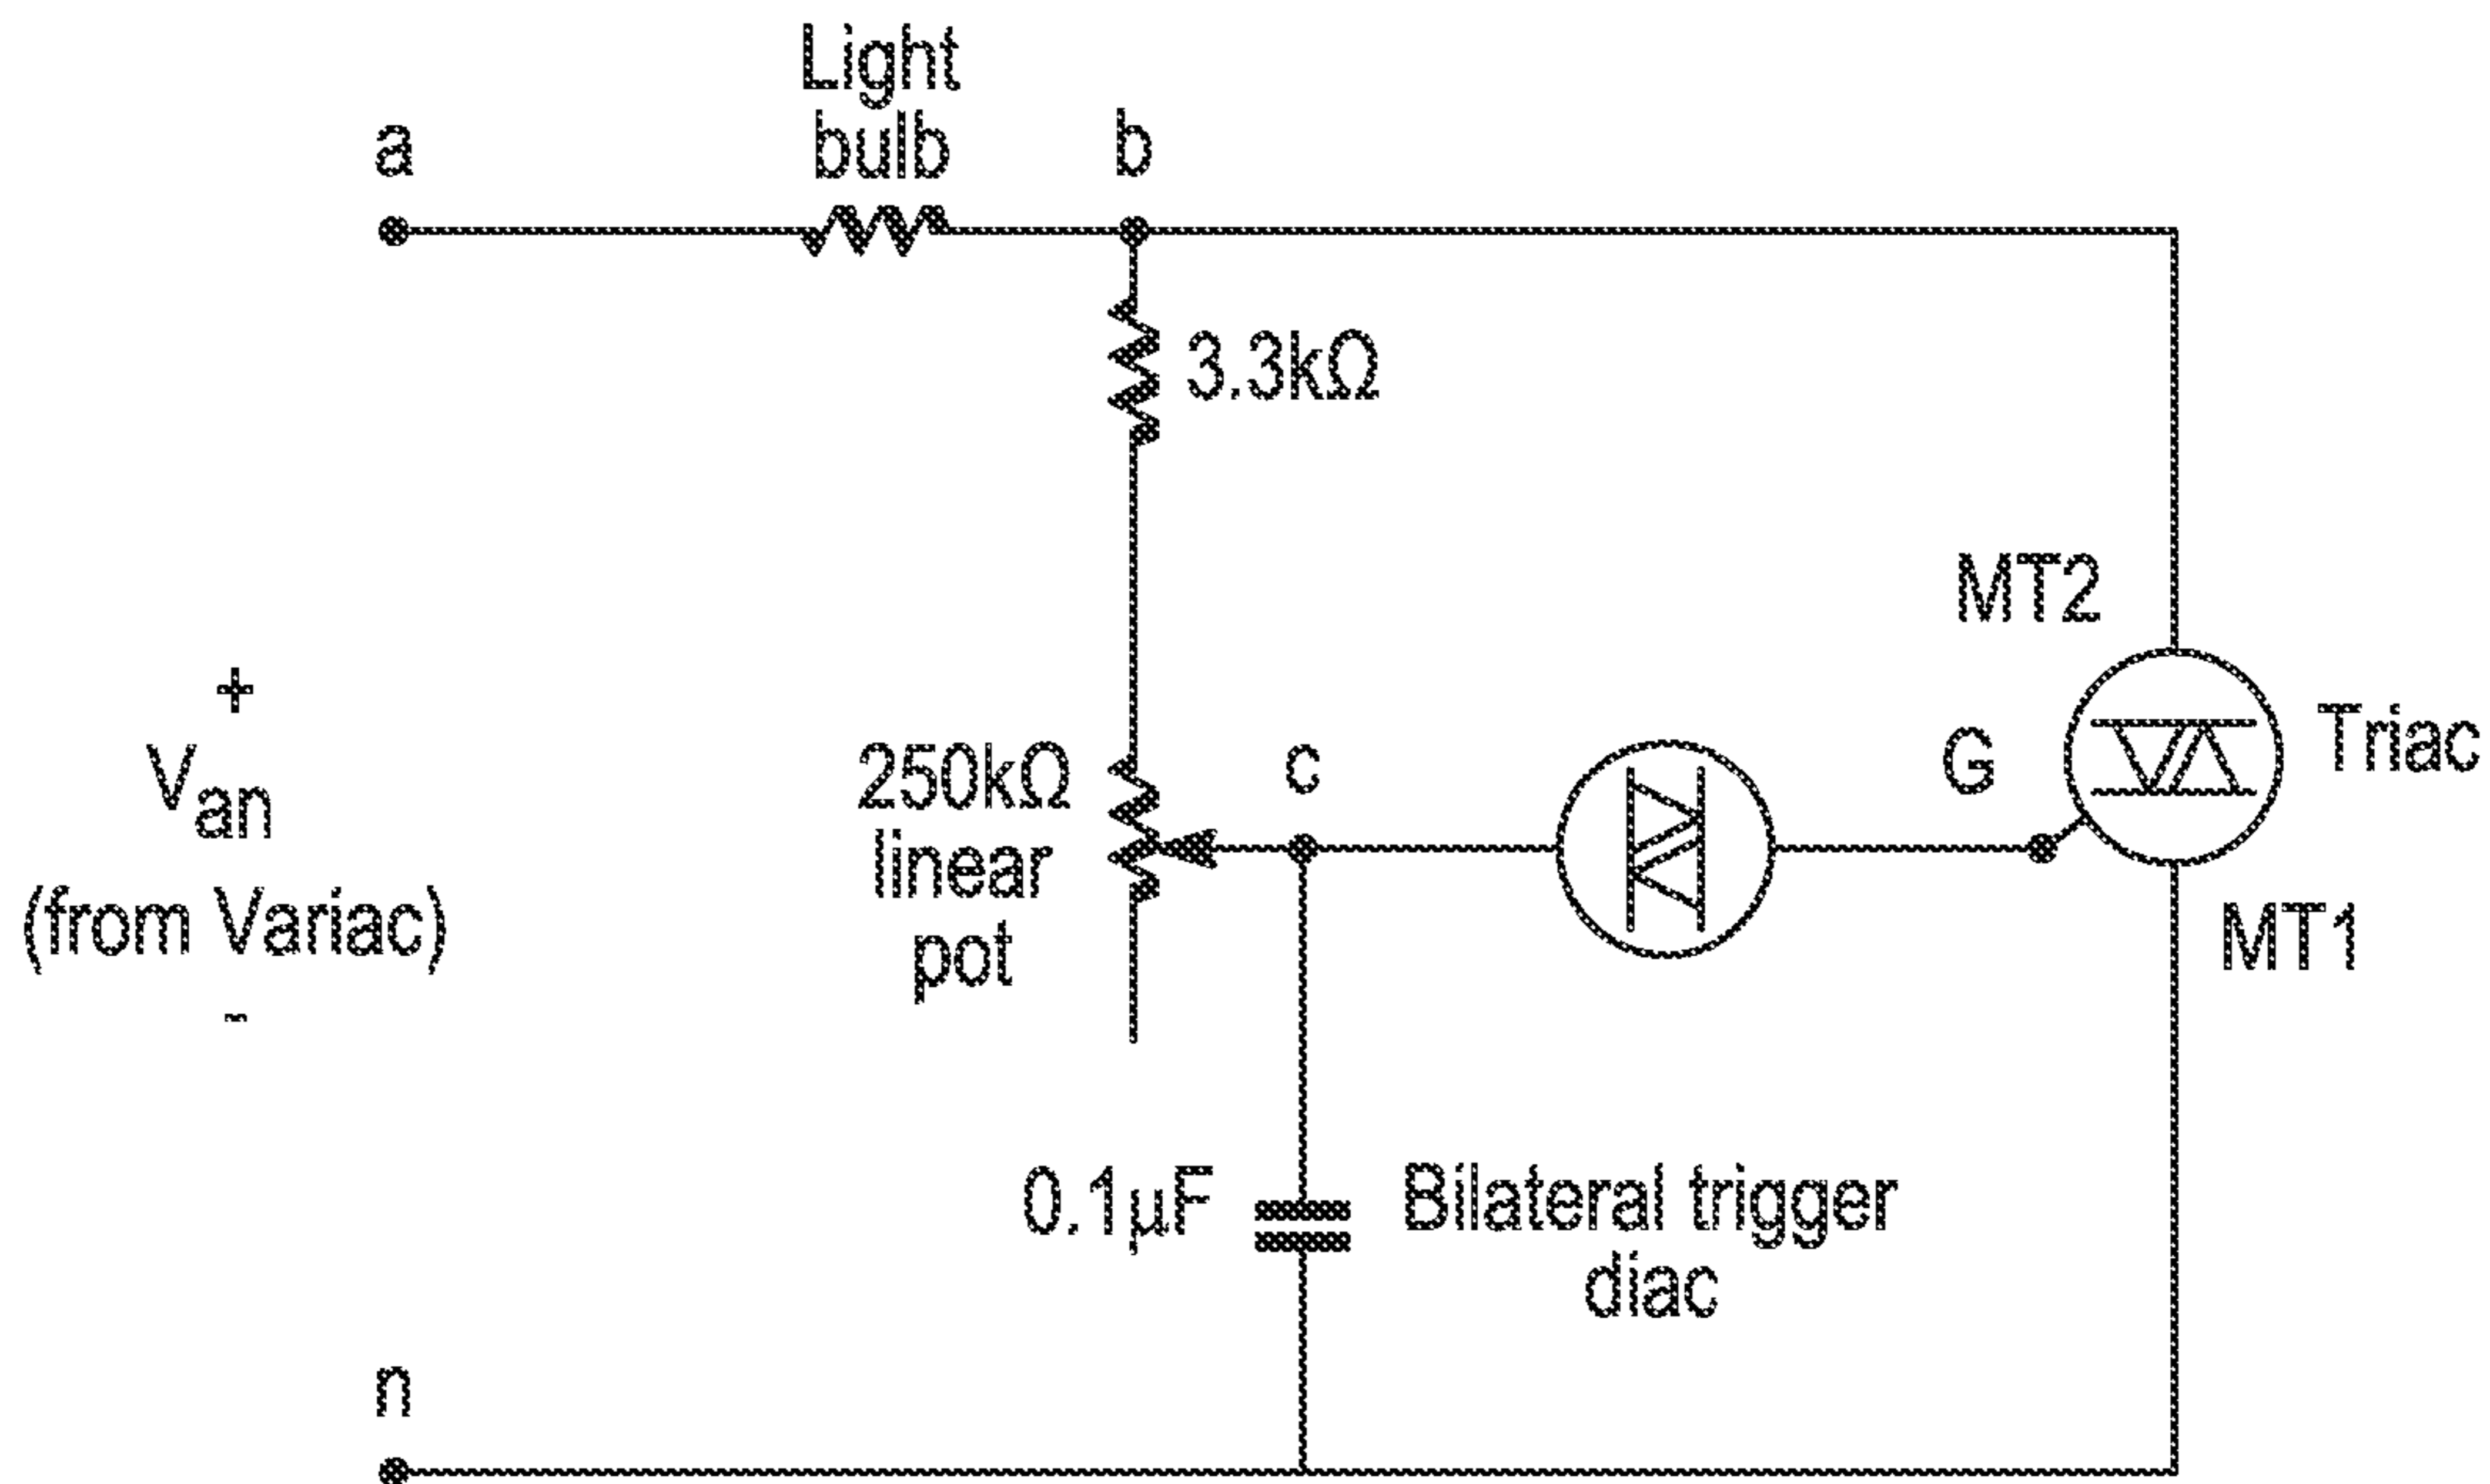 Light
bulb
a
b
3.3kΩ
MT2
+
Van
(from Variac)
-
250kΩ
linear
pot
c
G
Triac
MT1
0.1µF
Bilateral trigger
diac
n